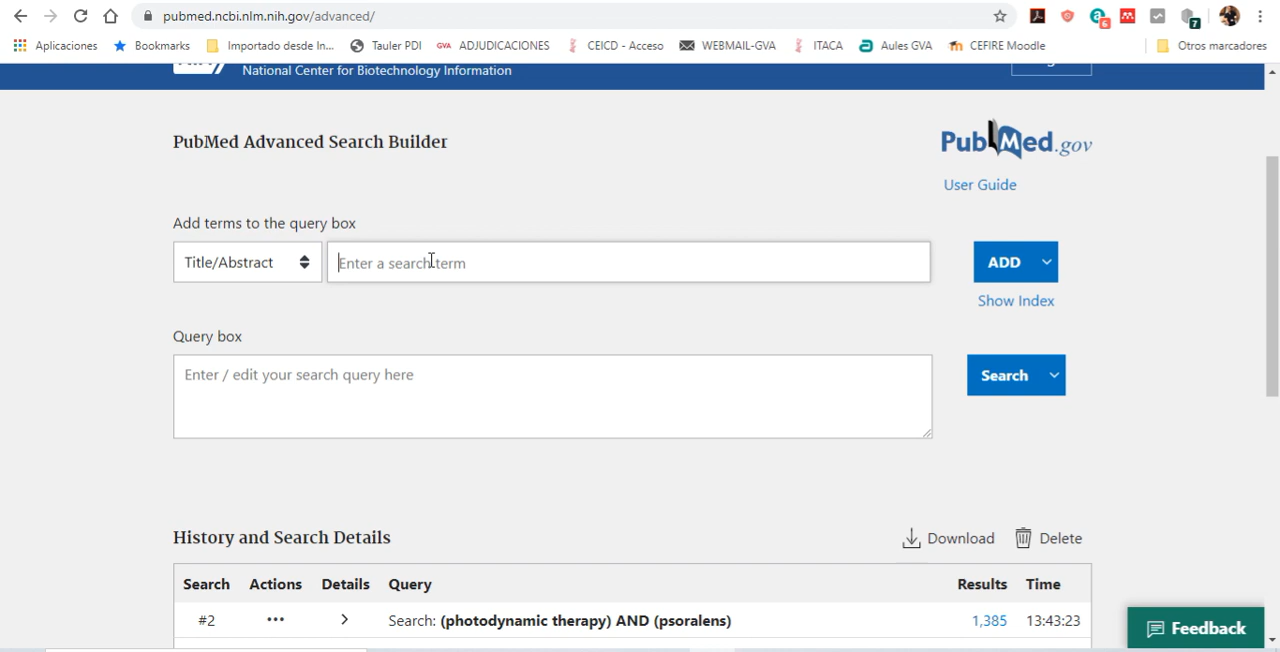 pubmed.ncbi.nlm.nih.gov/advanced/
6
7
Aplicaciones Bookmarks Importado desde In... Tauler PDI GVA ADJUDICACIONES CEICD - Acceso WEBMAIL-GVA ITACA Aules GVA CEFIRE Moodle Otros marcadores
National Center for Biotechnology Information
PubMed Advanced Search Builder
PubMed.gov
User Guide
Add terms to the query box
Title/Abstract Enter a search term ADD
Show Index
Query box
Enter / edit your search query here Search
History and Search Details Download Delete
Search Actions Details Query Results Time
#2 Search: (photodynamic therapy) AND (psoralens) 1,385 13:43:23
Feedback